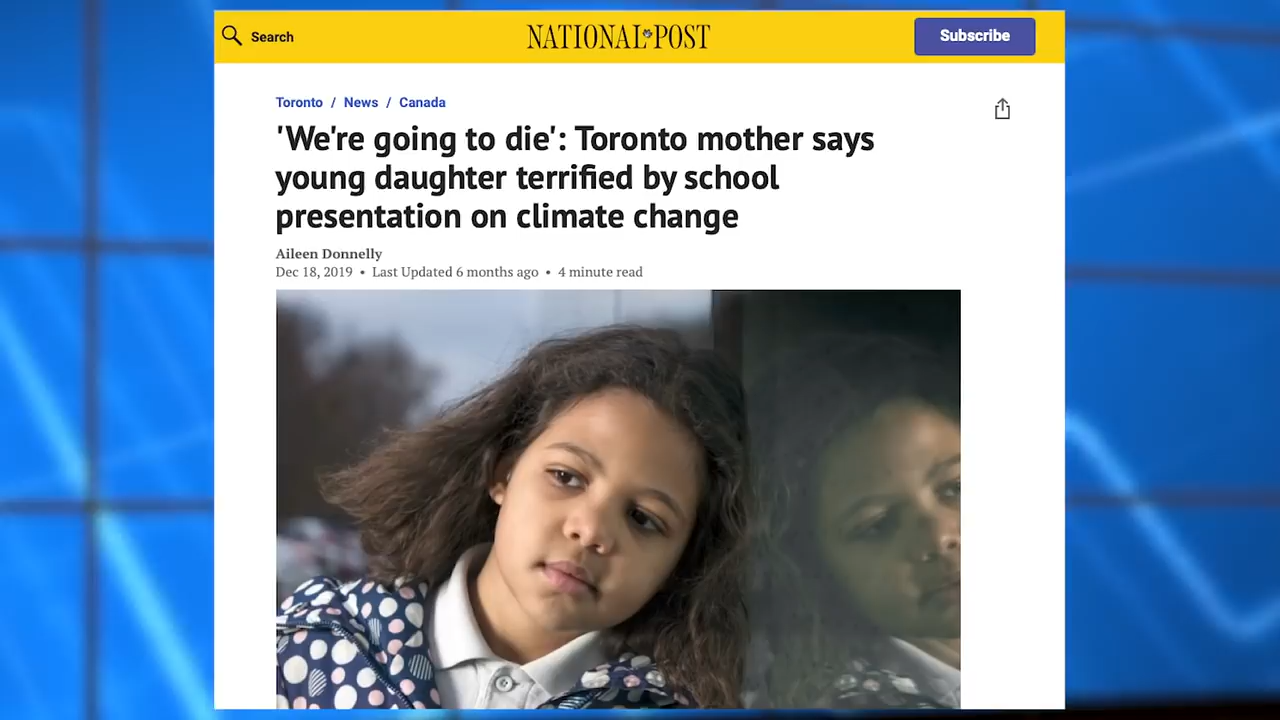 Search
NATIONAL POST
Subscribe
Toronto / News / Canada
'We're going to die': Toronto mother says
young daughter terrified by school
presentation on climate change
Aileen Donnelly
Dec 18, 2019 • Last Updated 6 months ago • 4 minute read